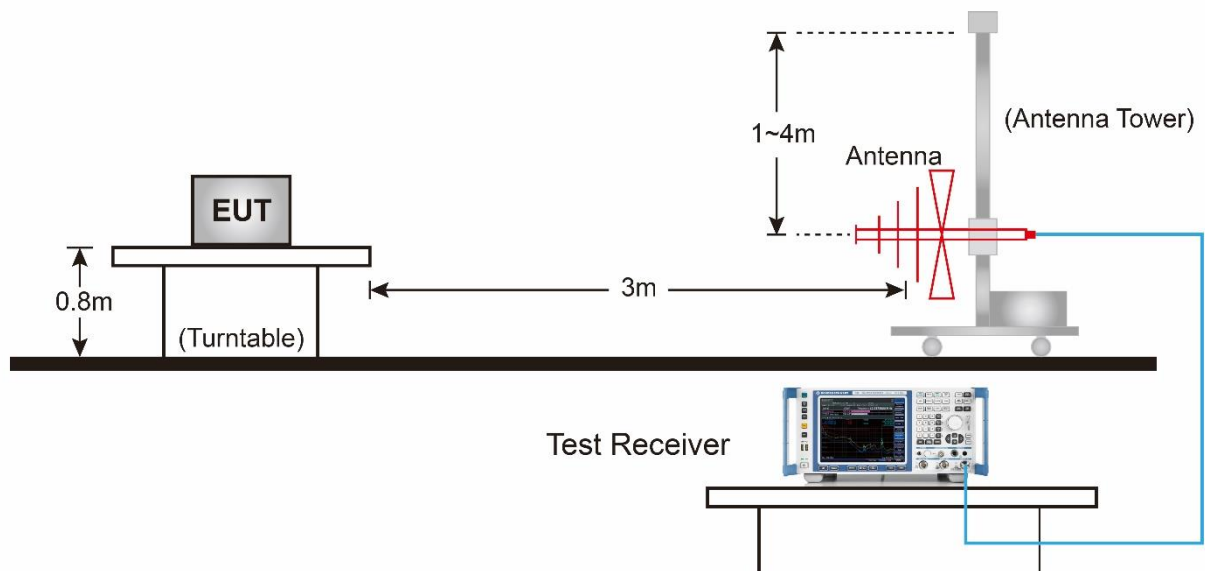 1~4m
(Antenna Tower)
Antenna
EUT
0.8m
3m
(Turntable)
Test Receiver